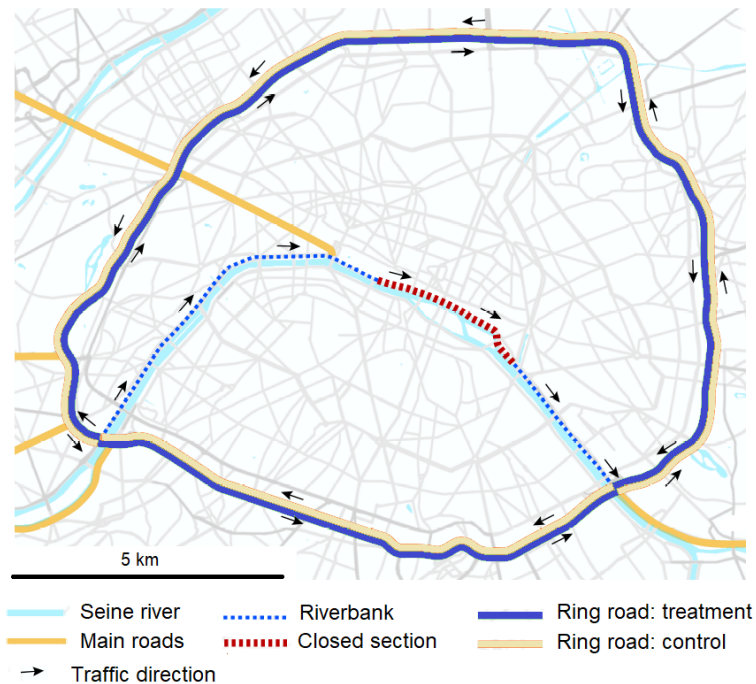 5 km
Seine river
Riverbank
Ring road: treatment
Main roads
Closed section
Ring road: control
Traffic direction